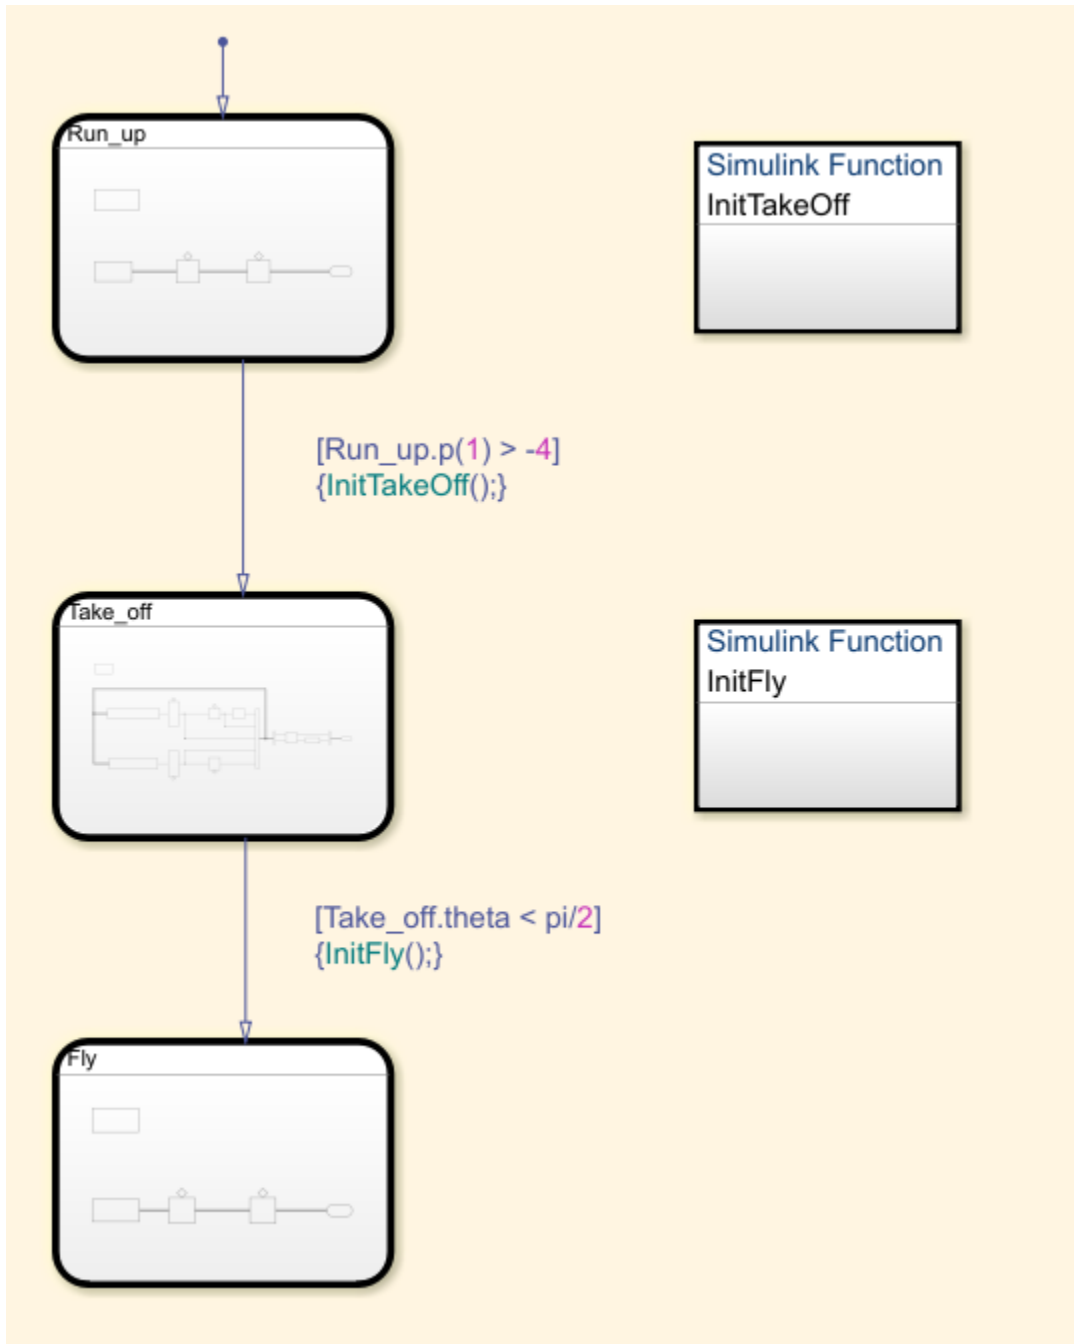 Run_up
Simulink Function
InitTakeOff
[Run_up.p(1) > -4]
{InitTakeOff();}
Take_off
Simulink Function
InitFly
[Take_off.theta < pi/2]
{InitFly();}
Fly